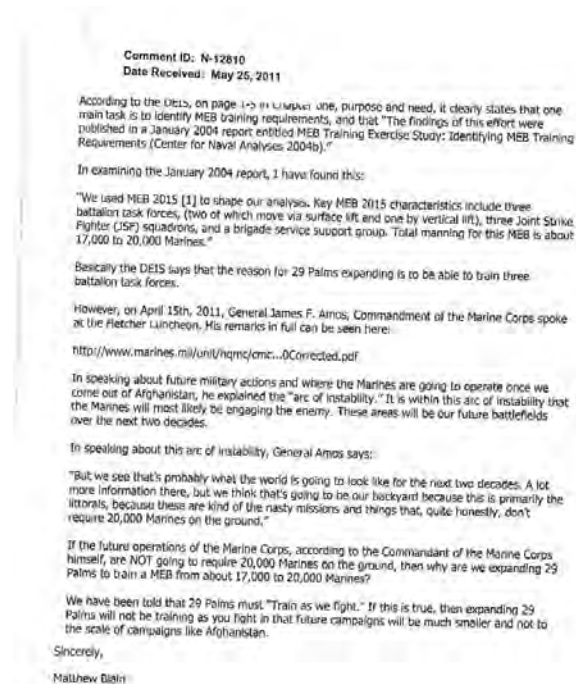 Comment ID: N-12810
Date Received: May 25, 2011
According to the DEIS, on page 1-5 in Chapter one, purpose and need, it clearly states that one
main task is to identify MEB training requirements, and that "The findings of this effort were
published in a January 2004 report entitled MEB Training Exercise Study: Identifying MEB Training
Requirements (Center for Naval Analyses 2004b)."
In examining the January 2004 report, I have found this:
"We used MEB 2015 [1] to shape our analysis. Key MEB 2015 characteristics include three
battalion task forces, (two of which move via surface lift and one by vertical lift), three Joint Strike
Fighter (JSF) squadrons, and a brigade service support group. Total manning for this MEB is about
17,000 to 20,000 Marines."
Basically the DEIS says that the reason for 29 Palms expanding is to be able to train three
battalion task forces.
However, on April 15th, 2011, General James F. Amos, Commandment of the Marine Corps spoke
at the Fletcher Luncheon. His remarks in full can be seen here:
http://www.marines.mil/unit/hqmc/cmc...0Corrected.pdf
In speaking about future military actions and where the Marines are going to operate once we
come out of Afghanistan, he explained the "arc of instability." It is within this arc of instability that
the Marines will most likely be engaging the enemy. These areas will be our future battlefields
over the next two decades.
In speaking about this arc of instability, General Amos says:
"But we see that's probably what the world is going to look like for the next two decades. A lot
more information there, but we think that's going to be our backyard because this is primarily the
littorals, because these are kind of the nasty missions and things that, quite honestly, don't
require 20,000 Marines on the ground."
If the future operations of the Marine Corps, according to the Commandant of the Marine Corps
himself, are NOT going to require 20,000 Marines on the ground, then why are we expanding 29
Palms to train a MEB from about 17,000 to 20,000 Marines?
We have been told that 29 Palms must "Train as we fight." If this is true, then expanding 29
Palms will not be training as you fight in that future campaigns will be much smaller and not to
the scale of campaigns like Afghanistan.
Sincerely,
Matthew Blain